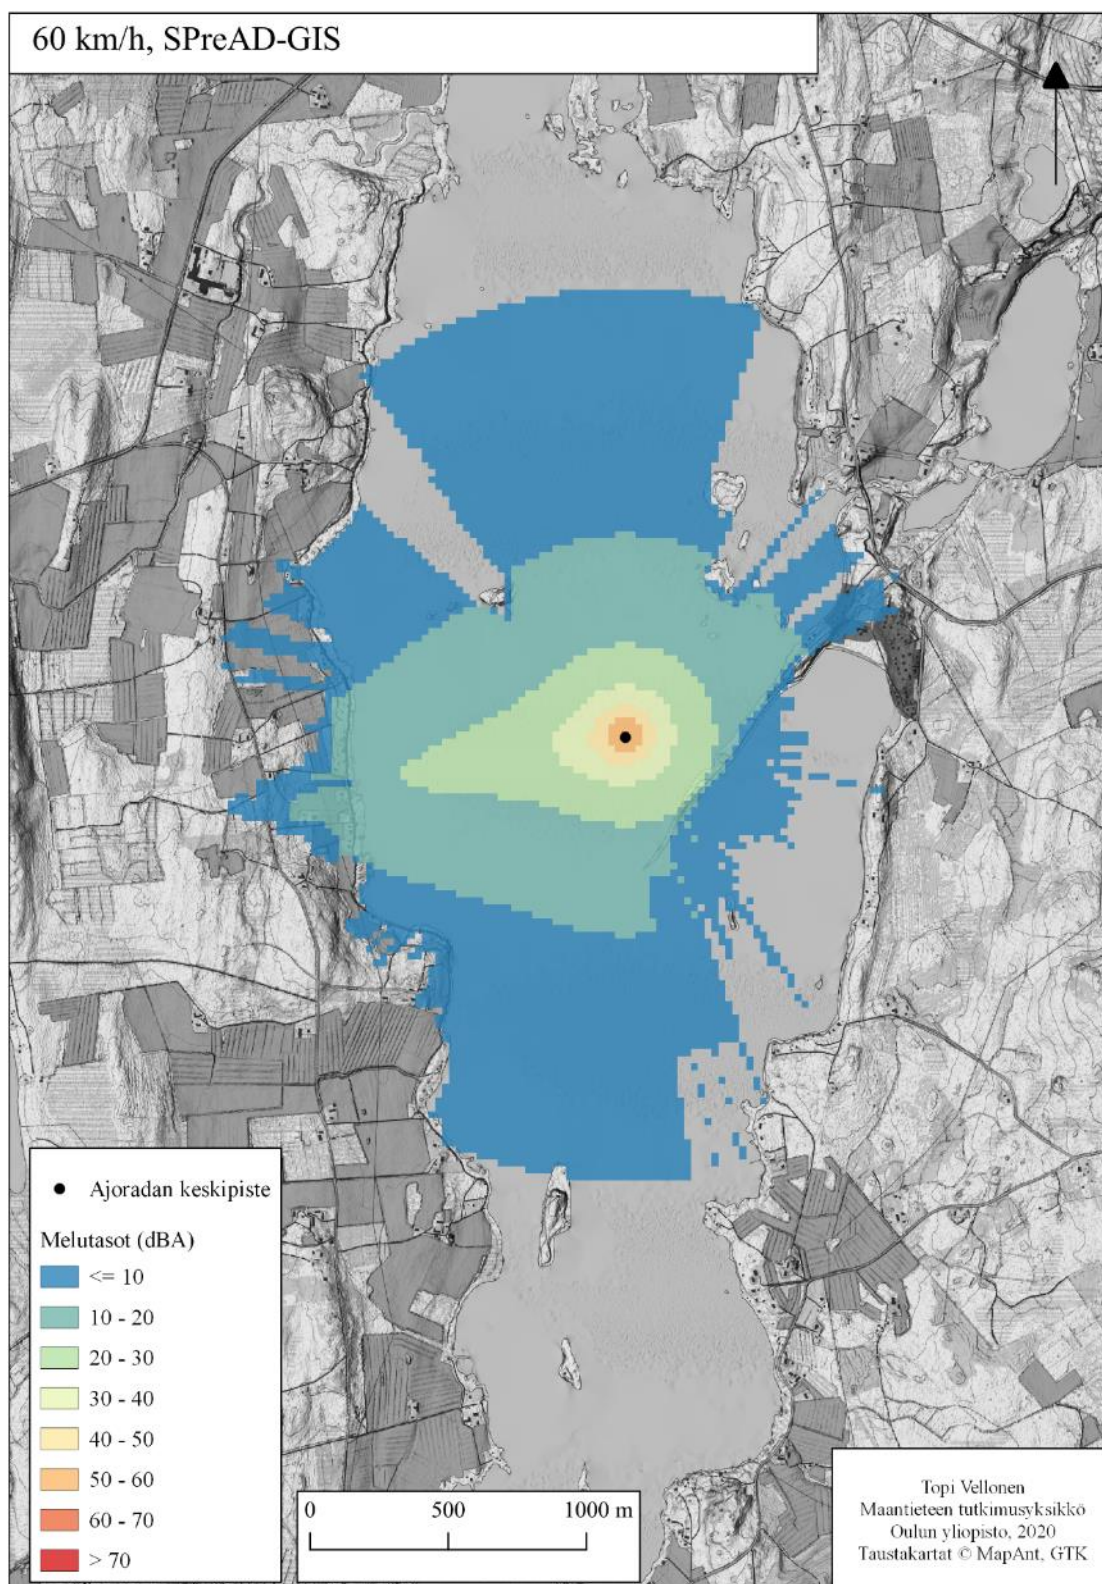 60 km/h, SPreAD-GIS
Ajoradan keskipiste
Melutasot (dBA)
<= 10
10 - 20
20 - 30
30 - 40
40 - 50
50 - 60
60 - 70
> 70
0 500 1000 m
Topi Vellonen
Maantieteen tutkimusyksikkö
Oulun yliopisto, 2020
Taustakartat © MapAnt, GTK